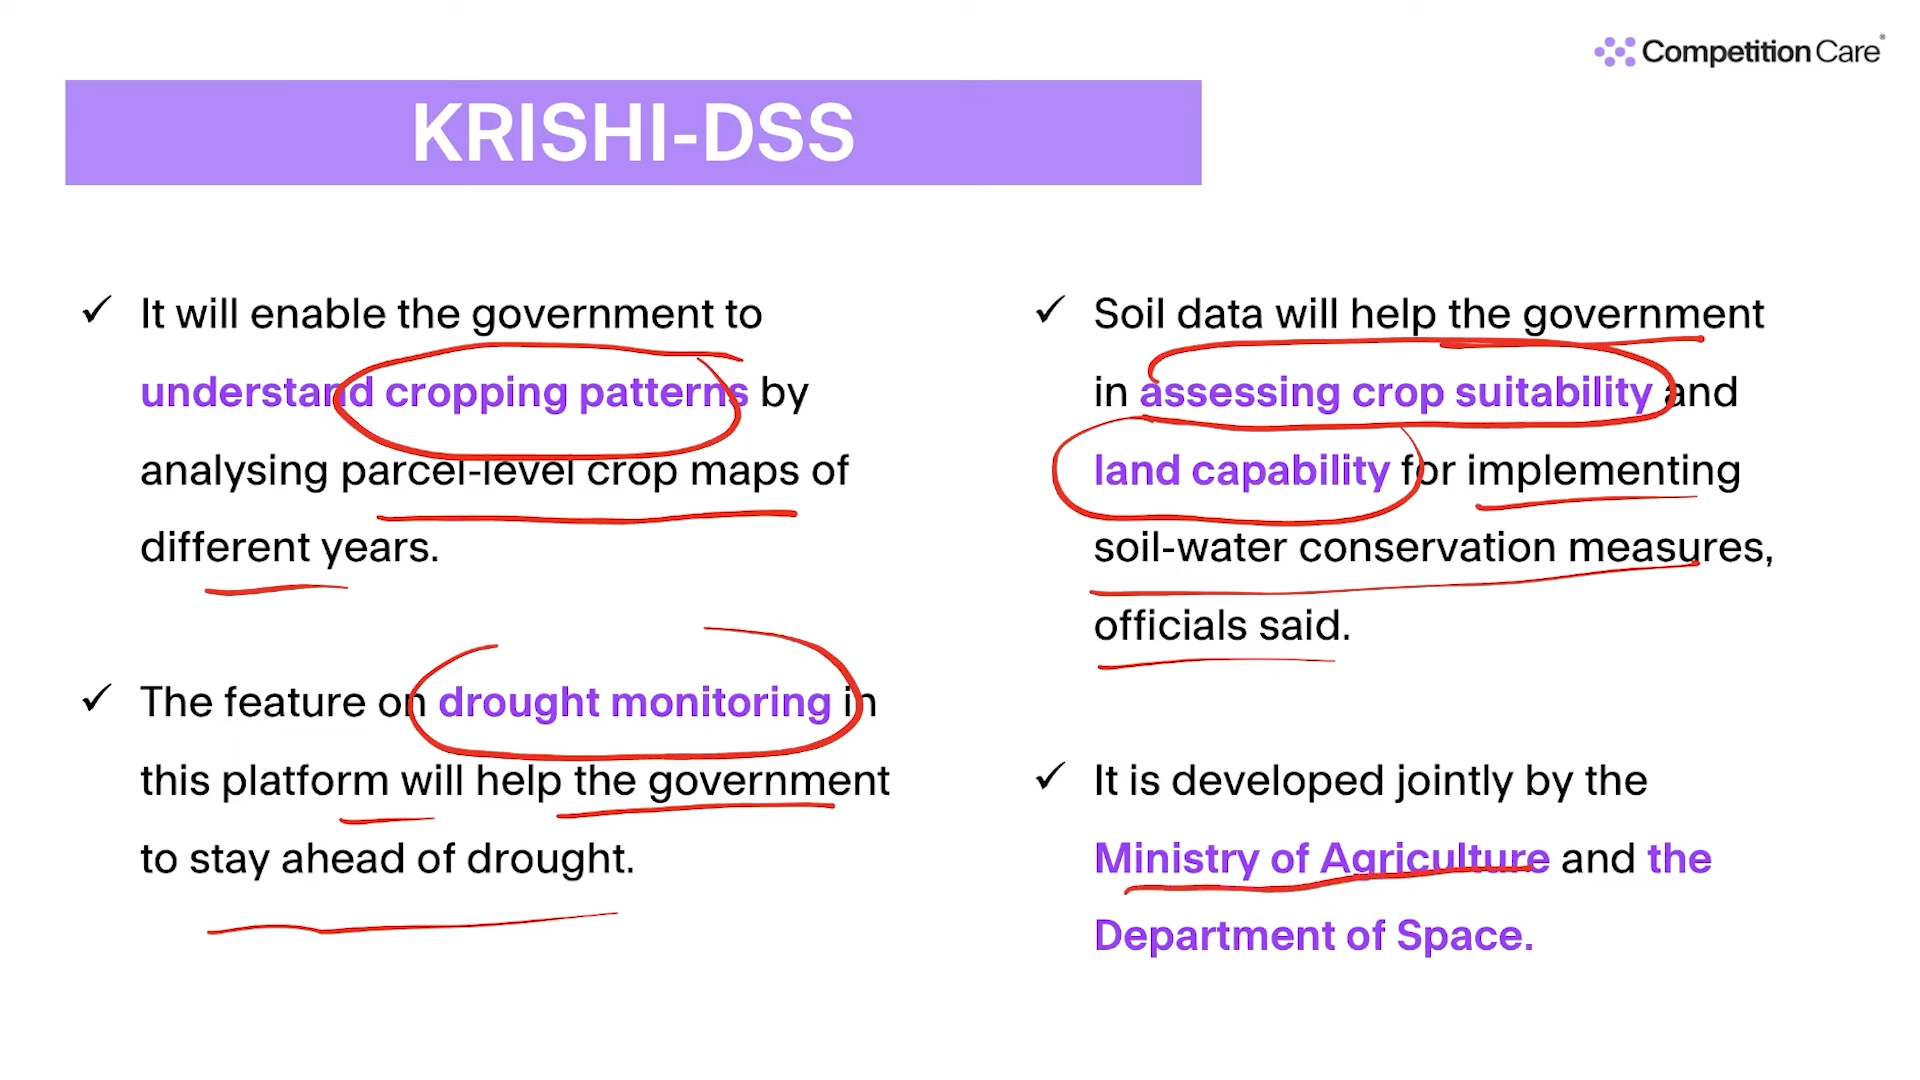 Competition Care
KRISHI-DSS
✓ It will enable the government to
understand cropping patterns by
analysing parcel-level crop maps of
different years.
✓ The feature on drought monitoring in
this platform will help the government
to stay ahead of drought.
✓ Soil data will help the government
in assessing crop suitability and
land capability for implementing
soil-water conservation measures,
officials said.
✓ It is developed jointly by the
Ministry of Agriculture and the
Department of Space.